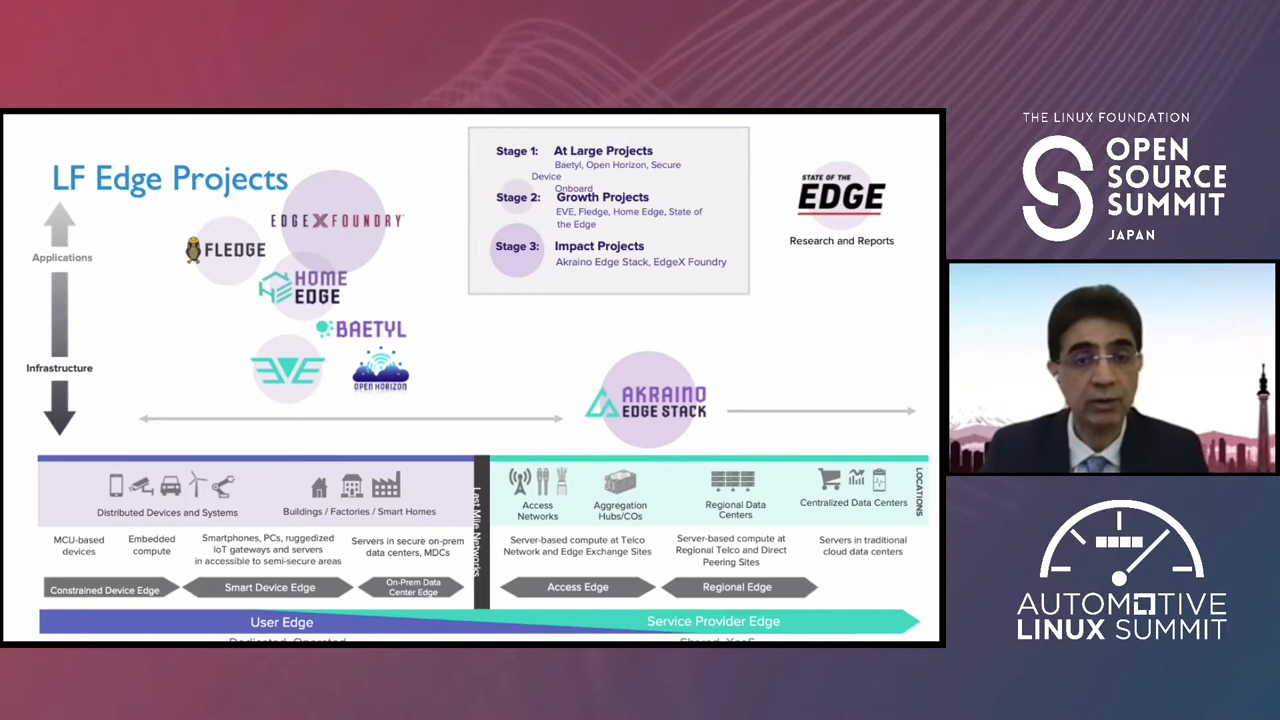 LF Edge Projects
Applications
Infrastructure
EDGE X FOUNDRY
FLEDGE
HOME
EDGE
BAETYL
EVE
OPEN HORIZON
Stage 1: At Large Projects
Baetyl, Open Horizon, Secure
Device
Onboard
Stage 2: Growth Projects
EVE, Fledge, Home Edge, State of
the Edge
Stage 3: Impact Projects
Akraino Edge Stack, EdgeX Foundry
STATE OF THE
EDGE
Research and Reports
AKRAINO
EDGE STACK
Distributed Devices and Systems
Buildings / Factories / Smart Homes
Last Mile Networks
Access
Networks
Aggregation
Hubs/COs
Regional Data
Centers
Centralized Data Centers
LOCATIONS
MCU-based
devices
Embedded
compute
Smartphones, PCs, ruggedized
IoT gateways and servers
in accessible to semi-secure areas
Servers in secure on-prem
data centers, MDCs
Server-based compute at Telco
Network and Edge Exchange Sites
Server-based compute at
Regional Telco and Direct
Peering Sites
Servers in traditional
cloud data centers
Constrained Device Edge
Smart Device Edge
On-Prem Data
Center Edge
Access Edge
Regional Edge
User Edge
Service Provider Edge
THE LINUX FOUNDATION
OPEN
SOURCE
SUMMIT
JAPAN
AUTOMOTIVE
LINUX SUMMIT